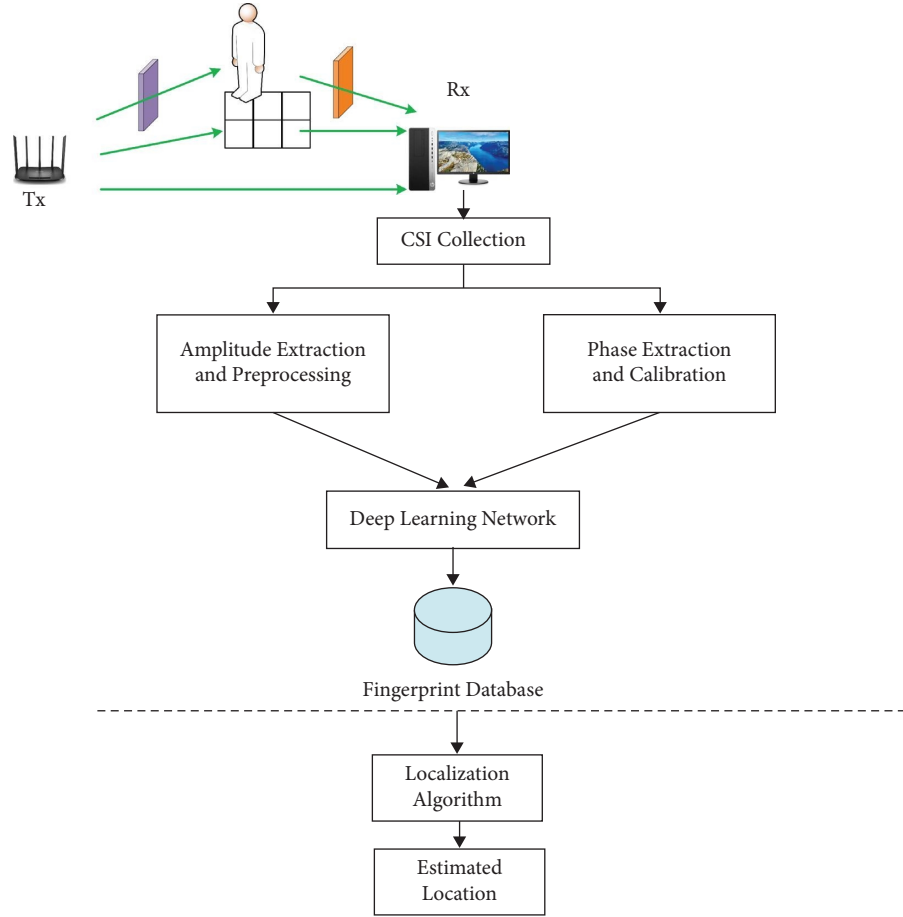 Rx
Tx
CSI Collection
Amplitude Extraction
and Preprocessing
Phase Extraction
and Calibration
Deep Learning Network
Fingerprint Database
Localization
Algorithm
Estimated
Location